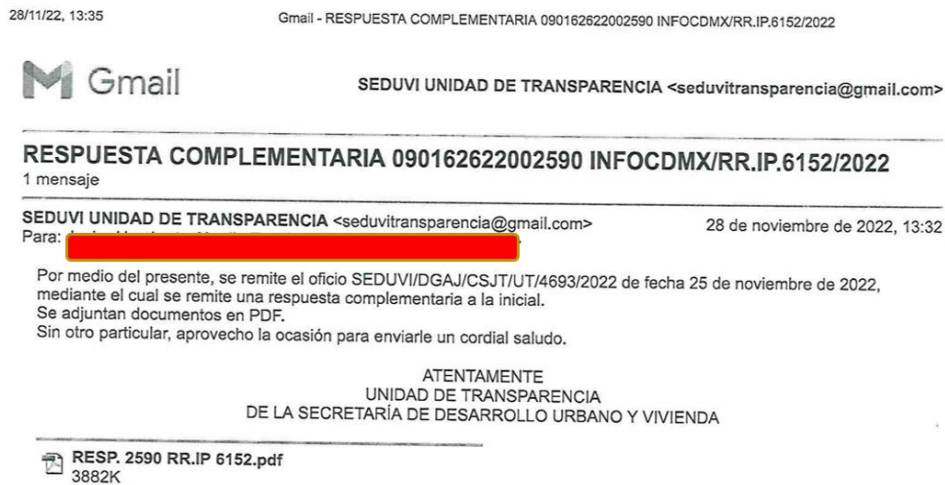 28/11/22, 13:35 Gmail - RESPUESTA COMPLEMENTARIA 090162622002590 INFOCDMX/RR.IP.6152/2022
Gmail SEDUVI UNIDAD DE TRANSPARENCIA <seduvitransparencia@gmail.com>
RESPUESTA COMPLEMENTARIA 090162622002590 INFOCDMX/RR.IP.6152/2022
1 mensaje
SEDUVI UNIDAD DE TRANSPARENCIA <seduvitransparencia@gmail.com> 28 de noviembre de 2022, 13:32
Para:
Por medio del presente, se remite el oficio SEDUVI/DGAJ/CSJT/UT/4693/2022 de fecha 25 de noviembre de 2022,
mediante el cual se remite una respuesta complementaria a la inicial.
Se adjuntan documentos en PDF.
Sin otro particular, aprovecho la ocasión para enviarle un cordial saludo.
ATENTAMENTE
UNIDAD DE TRANSPARENCIA
DE LA SECRETARÍA DE DESARROLLO URBANO Y VIVIENDA
RESP. 2590 RR.IP 6152.pdf
3882K